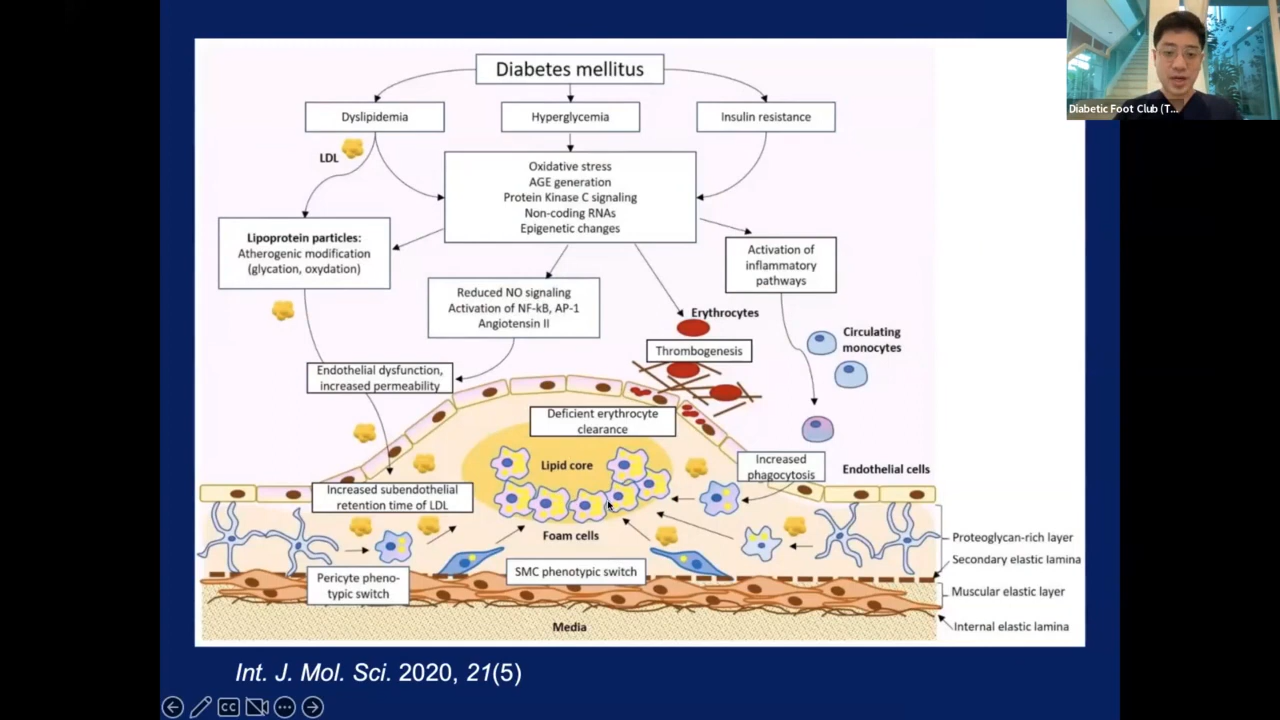 Diabetes mellitus
Dyslipidemia
Hyperglycemia
Insulin resistance
LDL
Oxidative stress
AGE generation
Protein Kinase C signaling
Non-coding RNAs
Epigenetic changes
Lipoprotein particles:
Atherogenic modification
(glycation, oxydation)
Activation of
inflammatory
pathways
Reduced NO signaling
Activation of NF-kB, AP-1
Angiotensin II
Erythrocytes
Thrombogenesis
Circulating
monocytes
Endothelial dysfunction,
increased permeability
Deficient erythrocyte
clearance
Lipid core
Increased
phagocytosis
Endothelial cells
Increased subendothelial
retention time of LDL
Foam cells
Proteoglycan-rich layer
Secondary elastic lamina
Pericyte pheno-
typic switch
SMC phenotypic switch
Muscular elastic layer
Media
Internal elastic lamina
Int. J. Mol. Sci. 2020, 21(5)
Diabetic Foot Club (T...
CC